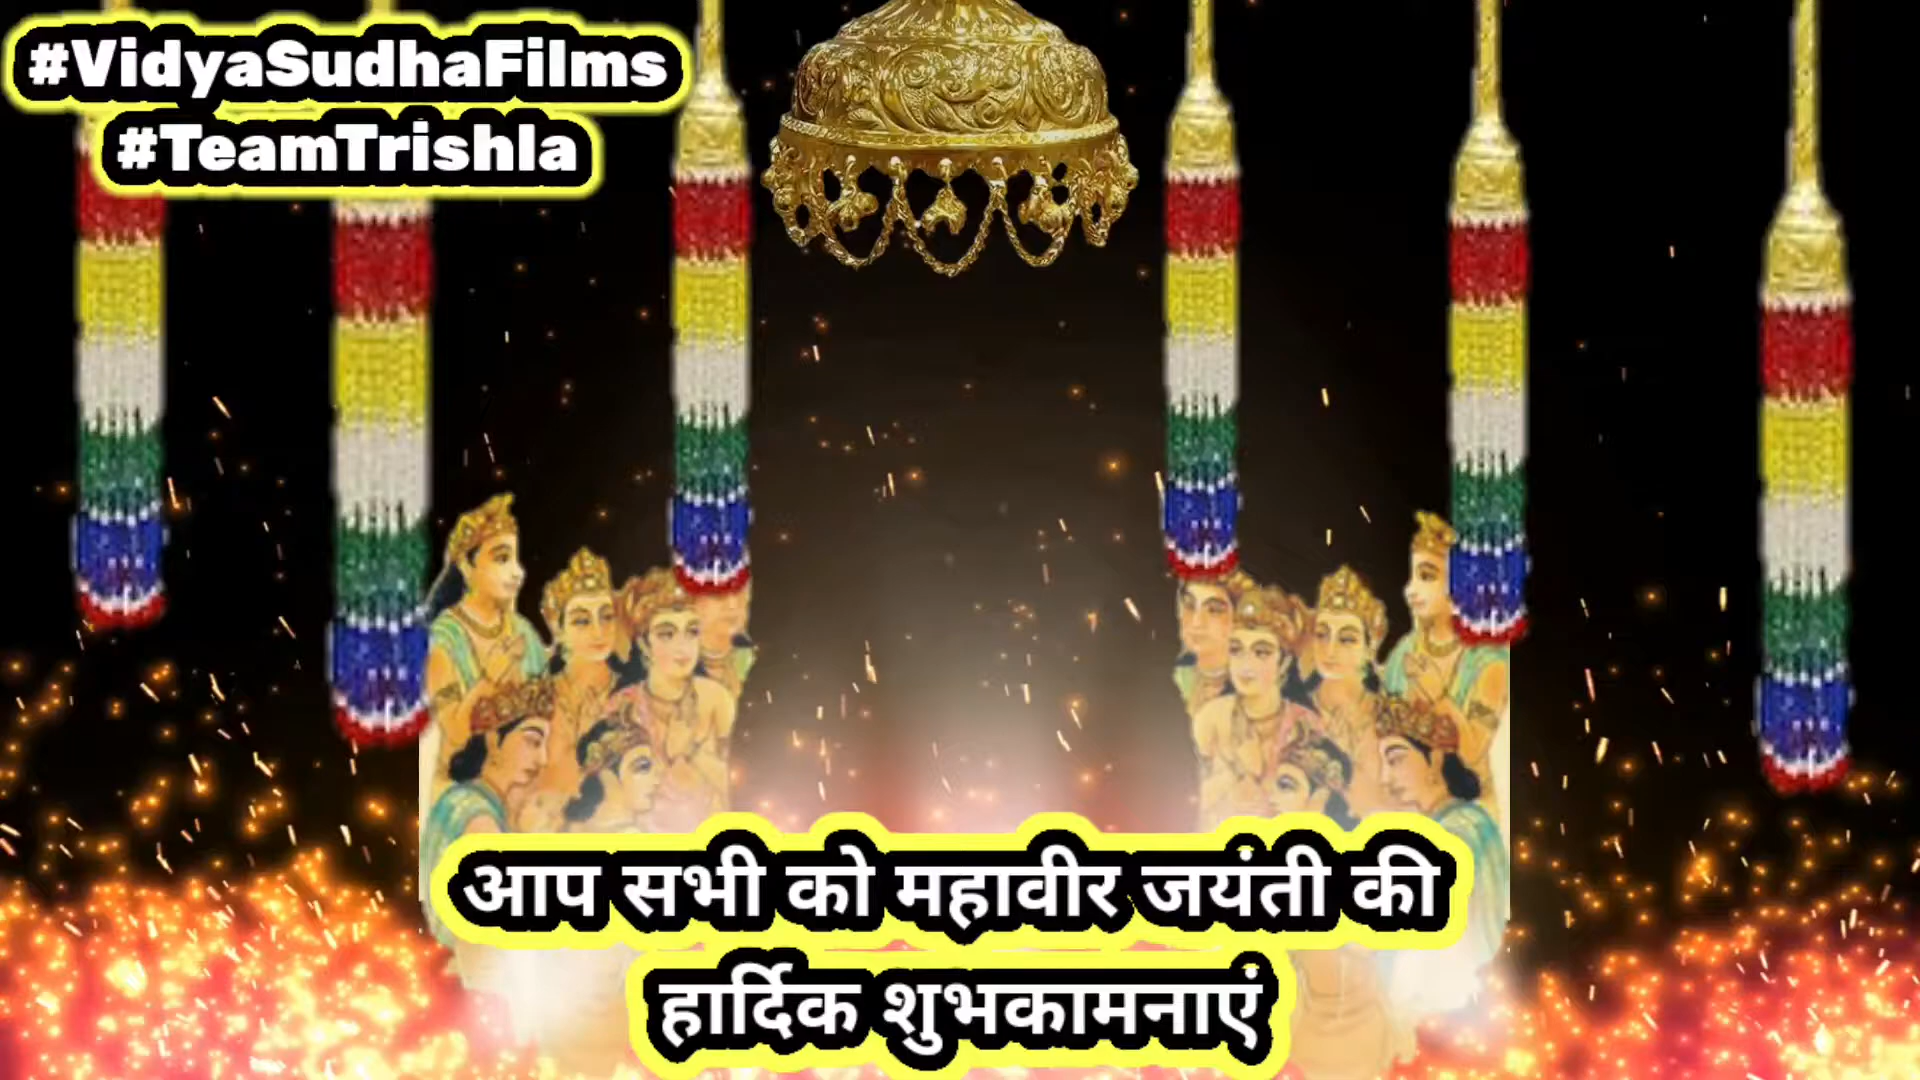 #VidyaSudhaFilms
#TeamTrishla
आप सभी को महावीर जयंती की
हार्दिक शुभकामनाएं